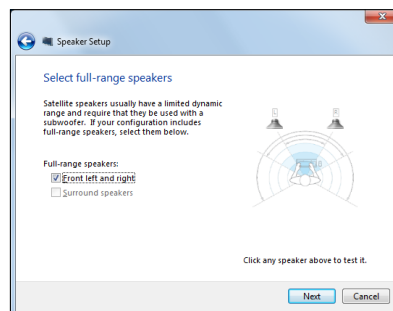 Speaker Setup
Select full-range speakers
Satellite speakers usually have a limited dynamic
range and require that they be used with a
subwoofer. If your configuration includes
full-range speakers, select them below.
Full-range speakers:
Front left and right
Surround speakers
Click any speaker above to test it.
Next Cancel